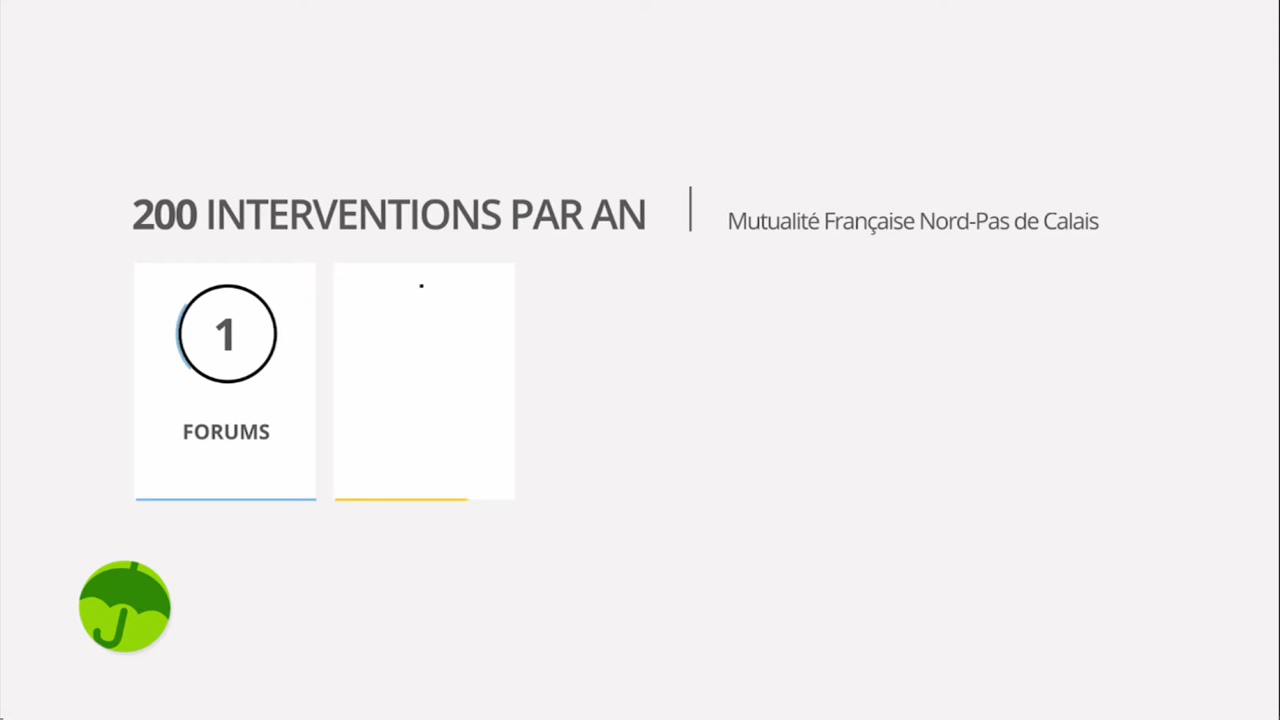 200 INTERVENTIONS PAR AN
Mutualité Française Nord-Pas de Calais
1
FORUMS